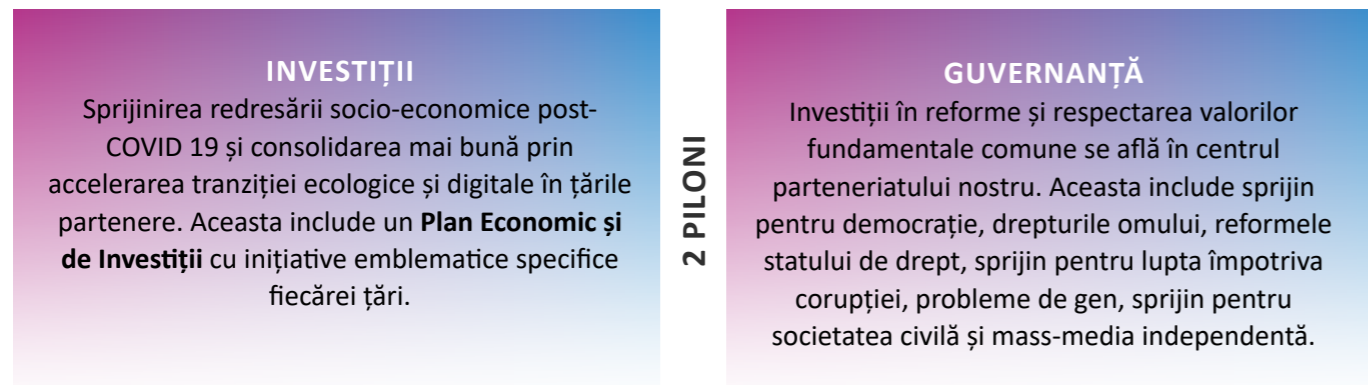 INVESTIȚII
Sprijinirea redresării socio-economice post-
COVID 19 și consolidarea mai bună prin
accelerarea tranziției ecologice și digitale în țările
partenere. Aceasta include un Plan Economic și
de Investiții cu inițiative emblematice specifice
fiecărei țări.
2 PILONI
GUVERNANȚĂ
Investiții în reforme și respectarea valorilor
fundamentale comune se află în centrul
parteneriatului nostru. Aceasta include sprijin
pentru democrație, drepturile omului, reformele
statului de drept, sprijin pentru lupta împotriva
corupției, probleme de gen, sprijin pentru
societatea civilă și mass-media independentă.